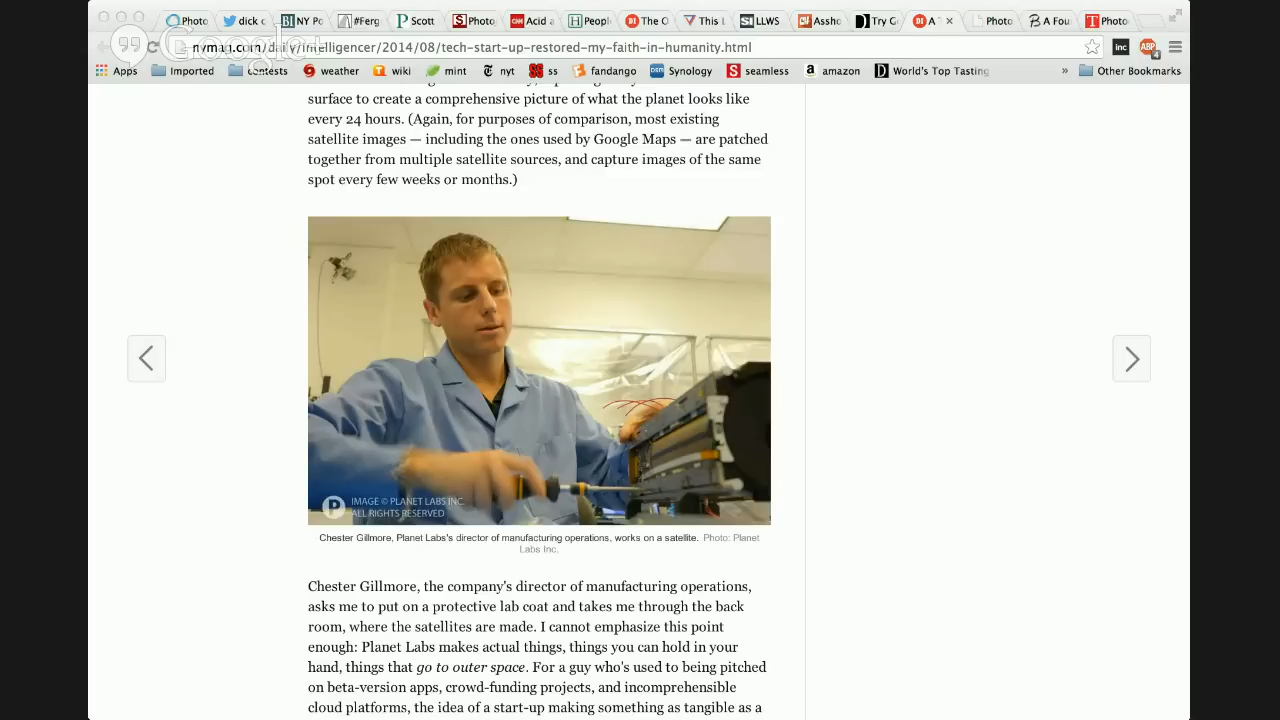 Photo
dick c
NY Po
#Ferg
Scott
Photo
Acid a
Peopl
The O
This L
LLWS
Assho
Try G
A
Photo
A Fou
Photo
Google+
nymag.com/daily/intelligencer/2014/08/tech-start-up-restored-my-faith-in-humanity.html
inc
ABP
4
Apps
Imported
contests
weather
wiki
mint
nyt
ss
fandango
Synology
seamless
amazon
World's Top Tasting
»
Other Bookmarks
surface to create a comprehensive picture of what the planet looks like
every 24 hours. (Again, for purposes of comparison, most existing
satellite images — including the ones used by Google Maps — are patched
together from multiple satellite sources, and capture images of the same
spot every few weeks or months.)
IMAGE © PLANET LABS INC.
ALL RIGHTS RESERVED
Chester Gillmore, Planet Labs's director of manufacturing operations, works on a satellite. Photo: Planet
Labs Inc.
Chester Gillmore, the company's director of manufacturing operations,
asks me to put on a protective lab coat and takes me through the back
room, where the satellites are made. I cannot emphasize this point
enough: Planet Labs makes actual things, things you can hold in your
hand, things that go to outer space. For a guy who's used to being pitched
on beta-version apps, crowd-funding projects, and incomprehensible
cloud platforms, the idea of a start-up making something as tangible as a